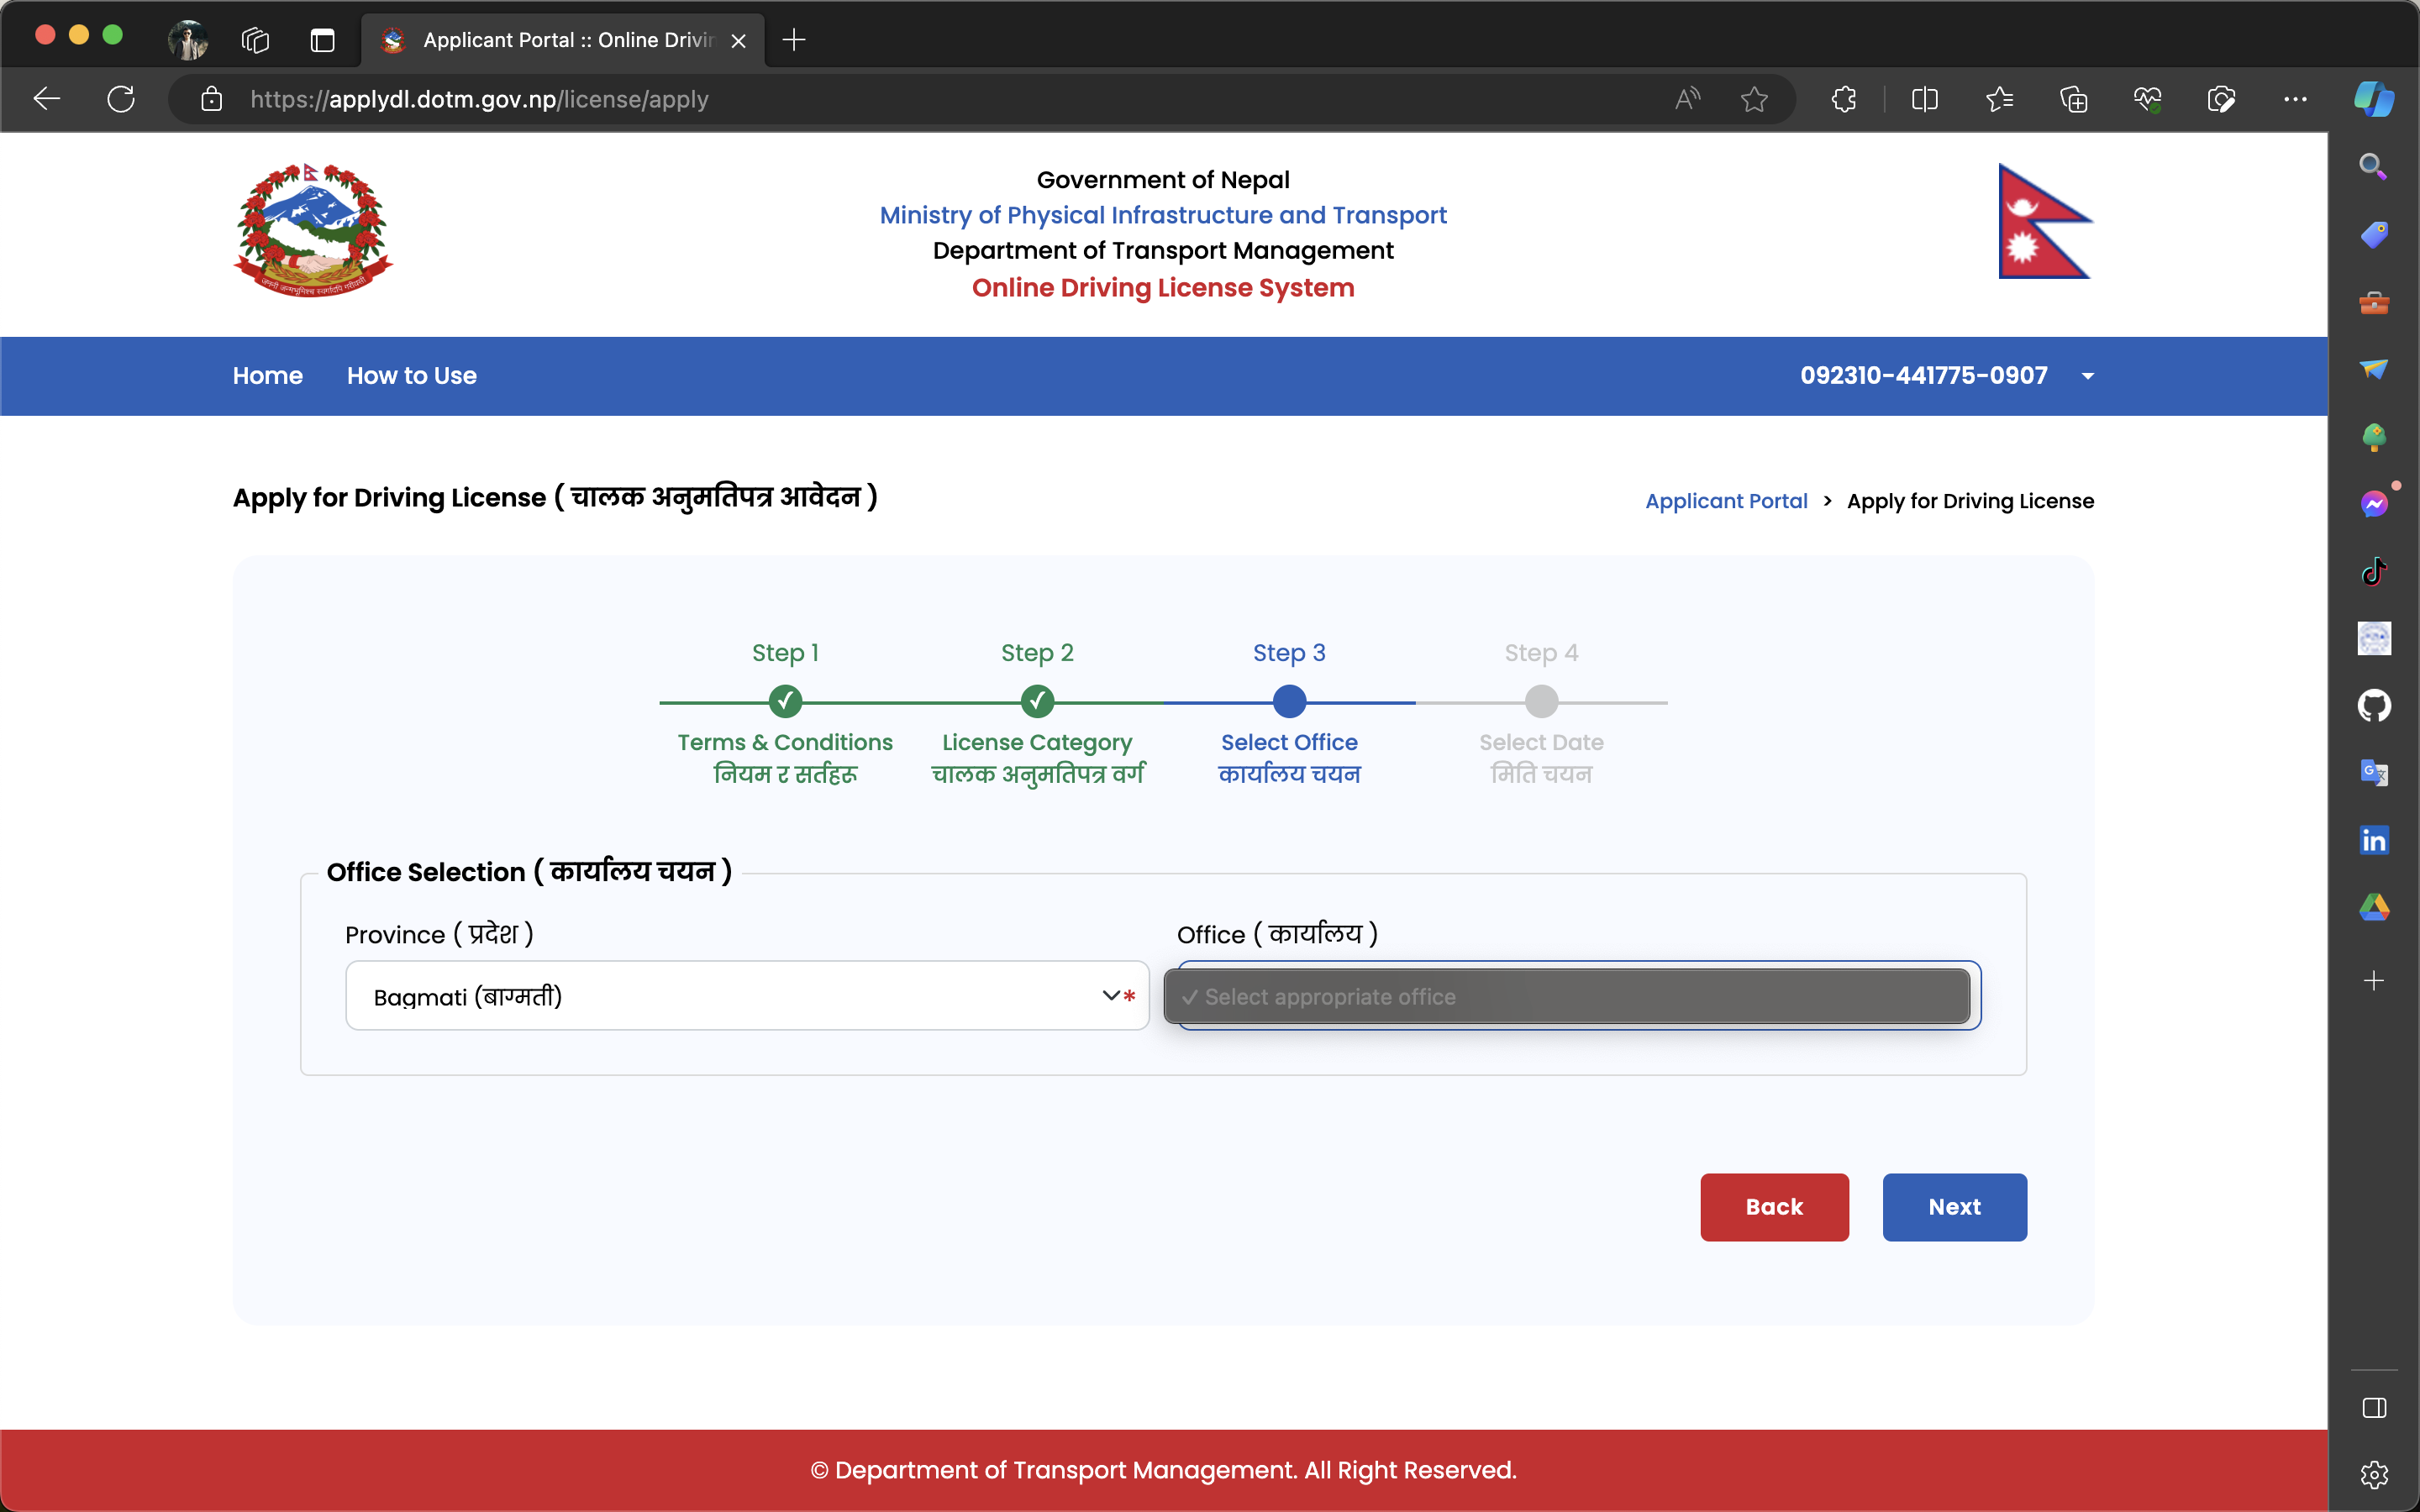 Applicant Portal :: Online Drivin
https://applydl.dotm.gov.np/license/apply
Government of Nepal
Ministry of Physical Infrastructure and Transport
Department of Transport Management
Online Driving License System
Home How to Use 092310-441775-0907
Apply for Driving License ( चालक अनुमतिपत्र आवेदन )
Applicant Portal > Apply for Driving License
Step 1 Step 2 Step 3 Step 4
Terms & Conditions License Category Select Office Select Date
नियम र सर्तहरू चालक अनुमतिपत्र वर्ग कार्यालय चयन मिति चयन
Office Selection ( कार्यालय चयन )
Province ( प्रदेश ) Office ( कार्यालय )
Bagmati (बाग्मती) * ✓ Select appropriate office
Back Next
© Department of Transport Management. All Right Reserved.